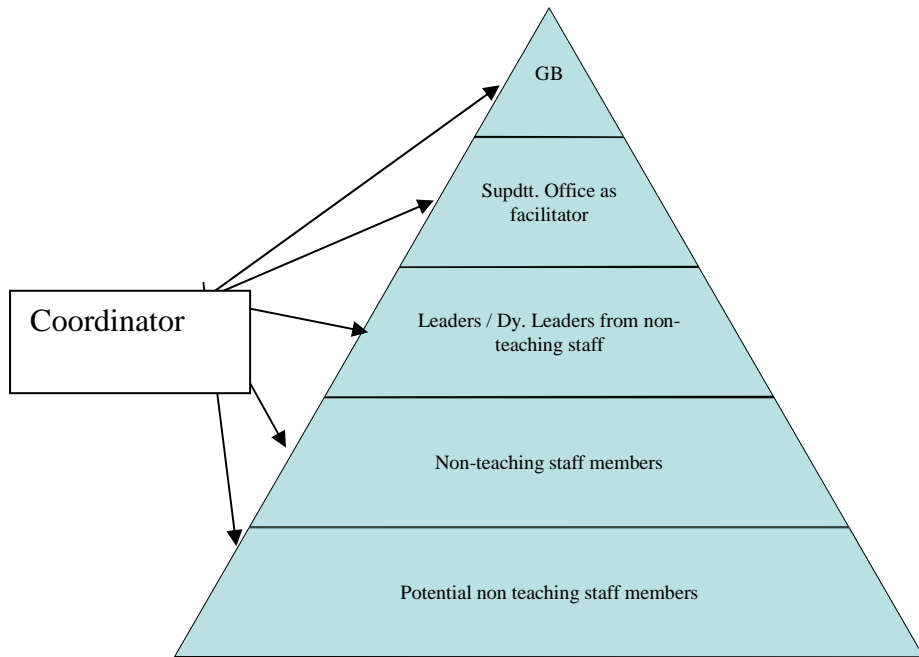 GB
Supdtt. Office as
facilitator
Coordinator
Leaders / Dy. Leaders from non-
teaching staff
Non-teaching staff members
Potential non teaching staff members